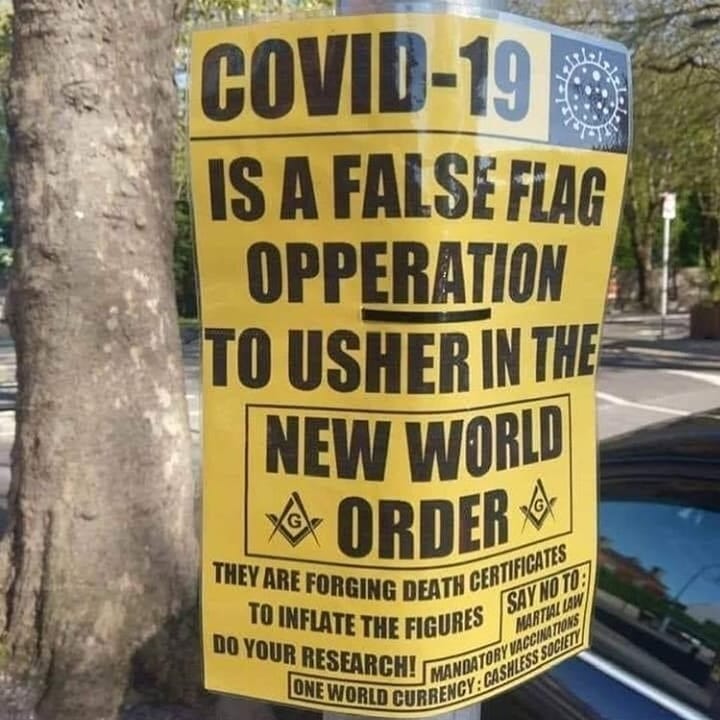 COVID-19
IS A FALSE FLAG
OPPERATION
TO USHER IN THE
NEW WORLD
G ORDER G
THEY ARE FORGING DEATH CERTIFICATES
TO INFLATE THE FIGURES
DO YOUR RESEARCH!
SAY NO TO:
MARTIAL LAW
MANDATORY VACCINATIONS
ONE WORLD CURRENCY: CASHLESS SOCIETY